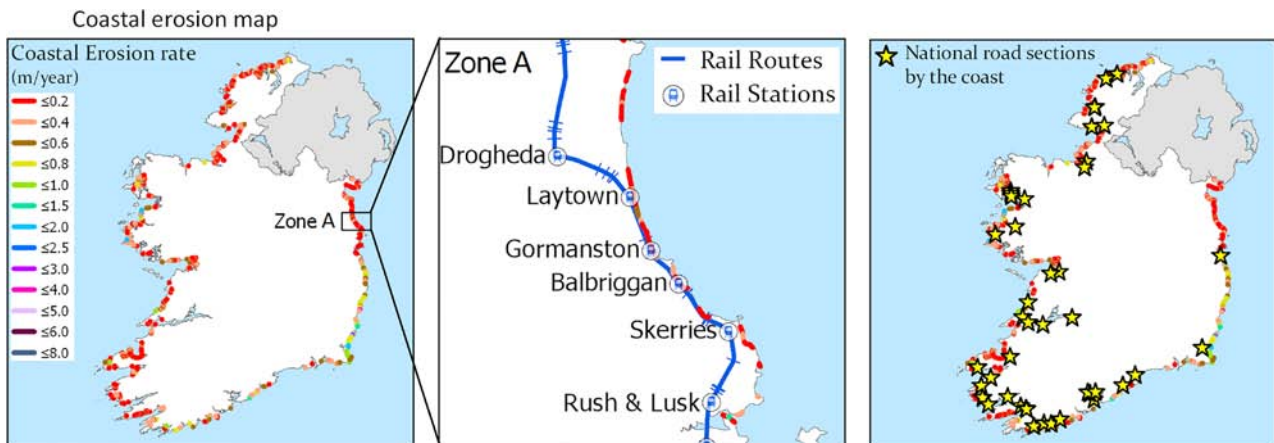 Coastal erosion map
Coastal Erosion rate
(m/year)
≤0.2
≤0.4
≤0.6
≤0.8
≤1.0
≤1.5
≤2.0
≤2.5
≤3.0
≤4.0
≤5.0
≤6.0
≤8.0
Zone A
Zone A
Rail Routes
Rail Stations
Drogheda
Laytown
Gormanston
Balbriggan
Skerries
Rush & Lusk
National road sections
by the coast